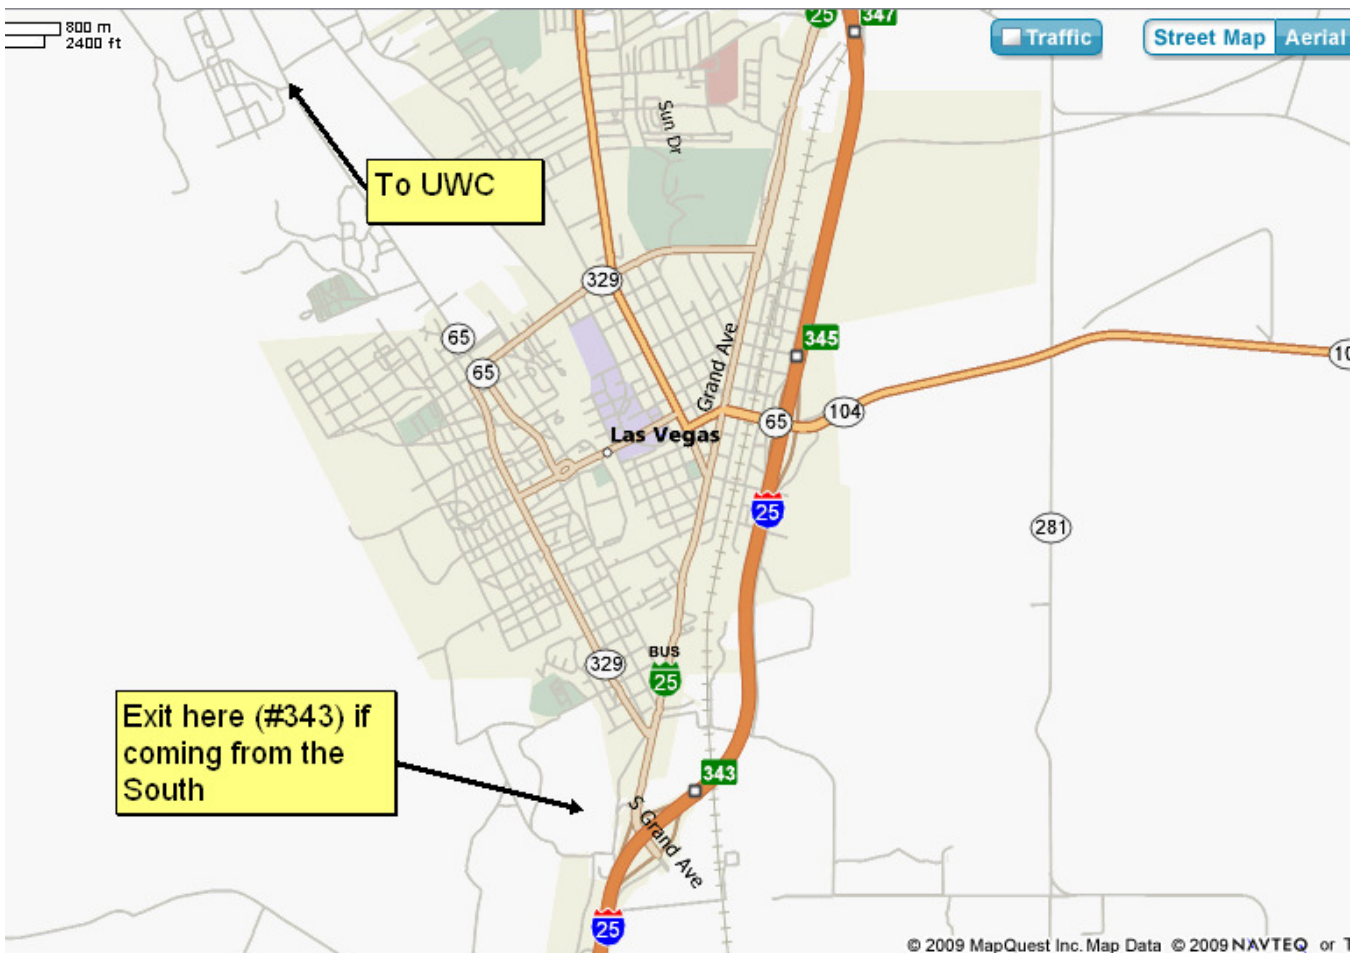 800 m
2400 ft
25
347
Traffic
Street Map
Aerial
Sun Dr
To UWC
329
65
65
345
Grand Ave
104
65
Las Vegas
25
281
BUS
25
329
Exit here (#343) if
coming from the
South
343
S Grand Ave
25
© 2009 MapQuest Inc. Map Data © 2009 NAVTEQ or